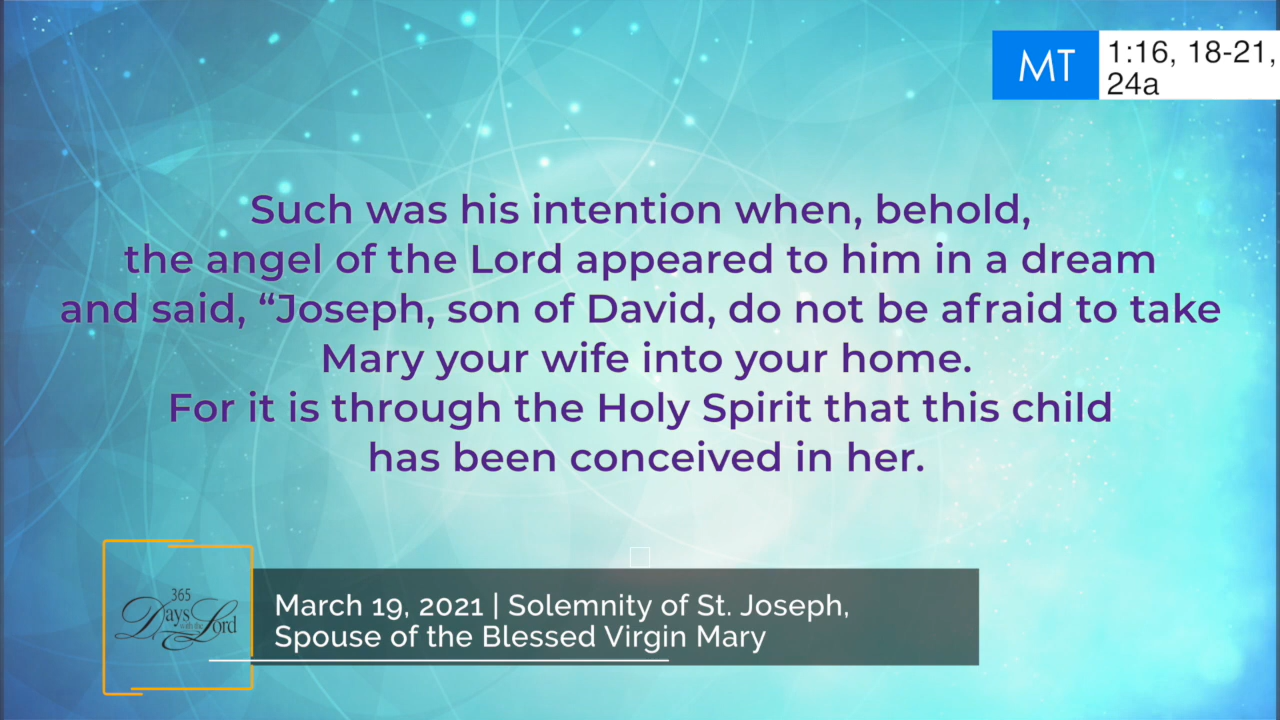 MT
1:16, 18-21,
24a
Such was his intention when, behold,
the angel of the Lord appeared to him in a dream
and said, “Joseph, son of David, do not be afraid to take
Mary your wife into your home.
For it is through the Holy Spirit that this child
has been conceived in her.
365
Days with the Lord
March 19, 2021 | Solemnity of St. Joseph,
Spouse of the Blessed Virgin Mary